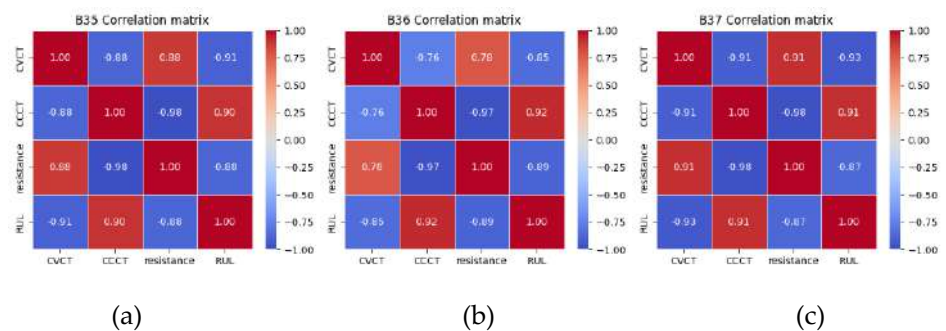 B35 Correlation matrix
CVCT 1.00 -0.88 0.88 -0.91
CCCT -0.88 1.00 -0.98 0.90
resistance 0.88 -0.98 1.00 -0.88
RUL -0.91 0.90 -0.88 1.00
CVCT CCCT resistance RUL
1.00
0.75
0.50
0.25
0.00
−0.25
−0.50
−0.75
−1.00
(a)
B36 Correlation matrix
CVCT 1.00 -0.76 0.78 -0.85
CCCT -0.76 1.00 -0.97 0.92
resistance 0.78 -0.97 1.00 -0.89
RUL -0.85 0.92 -0.89 1.00
CVCT CCCT resistance RUL
1.00
0.75
0.50
0.25
0.00
−0.25
−0.50
−0.75
−1.00
(b)
B37 Correlation matrix
CVCT 1.00 -0.91 0.91 -0.93
CCCT -0.91 1.00 -0.98 0.91
resistance 0.91 -0.98 1.00 -0.87
RUL -0.93 0.91 -0.87 1.00
CVCT CCCT resistance RUL
1.00
0.75
0.50
0.25
0.00
−0.25
−0.50
−0.75
−1.00
(c)